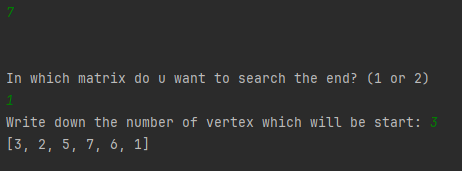 7
In which matrix do u want to search the end? (1 or 2)
1
Write down the number of vertex which will be start: 3
[3, 2, 5, 7, 6, 1]